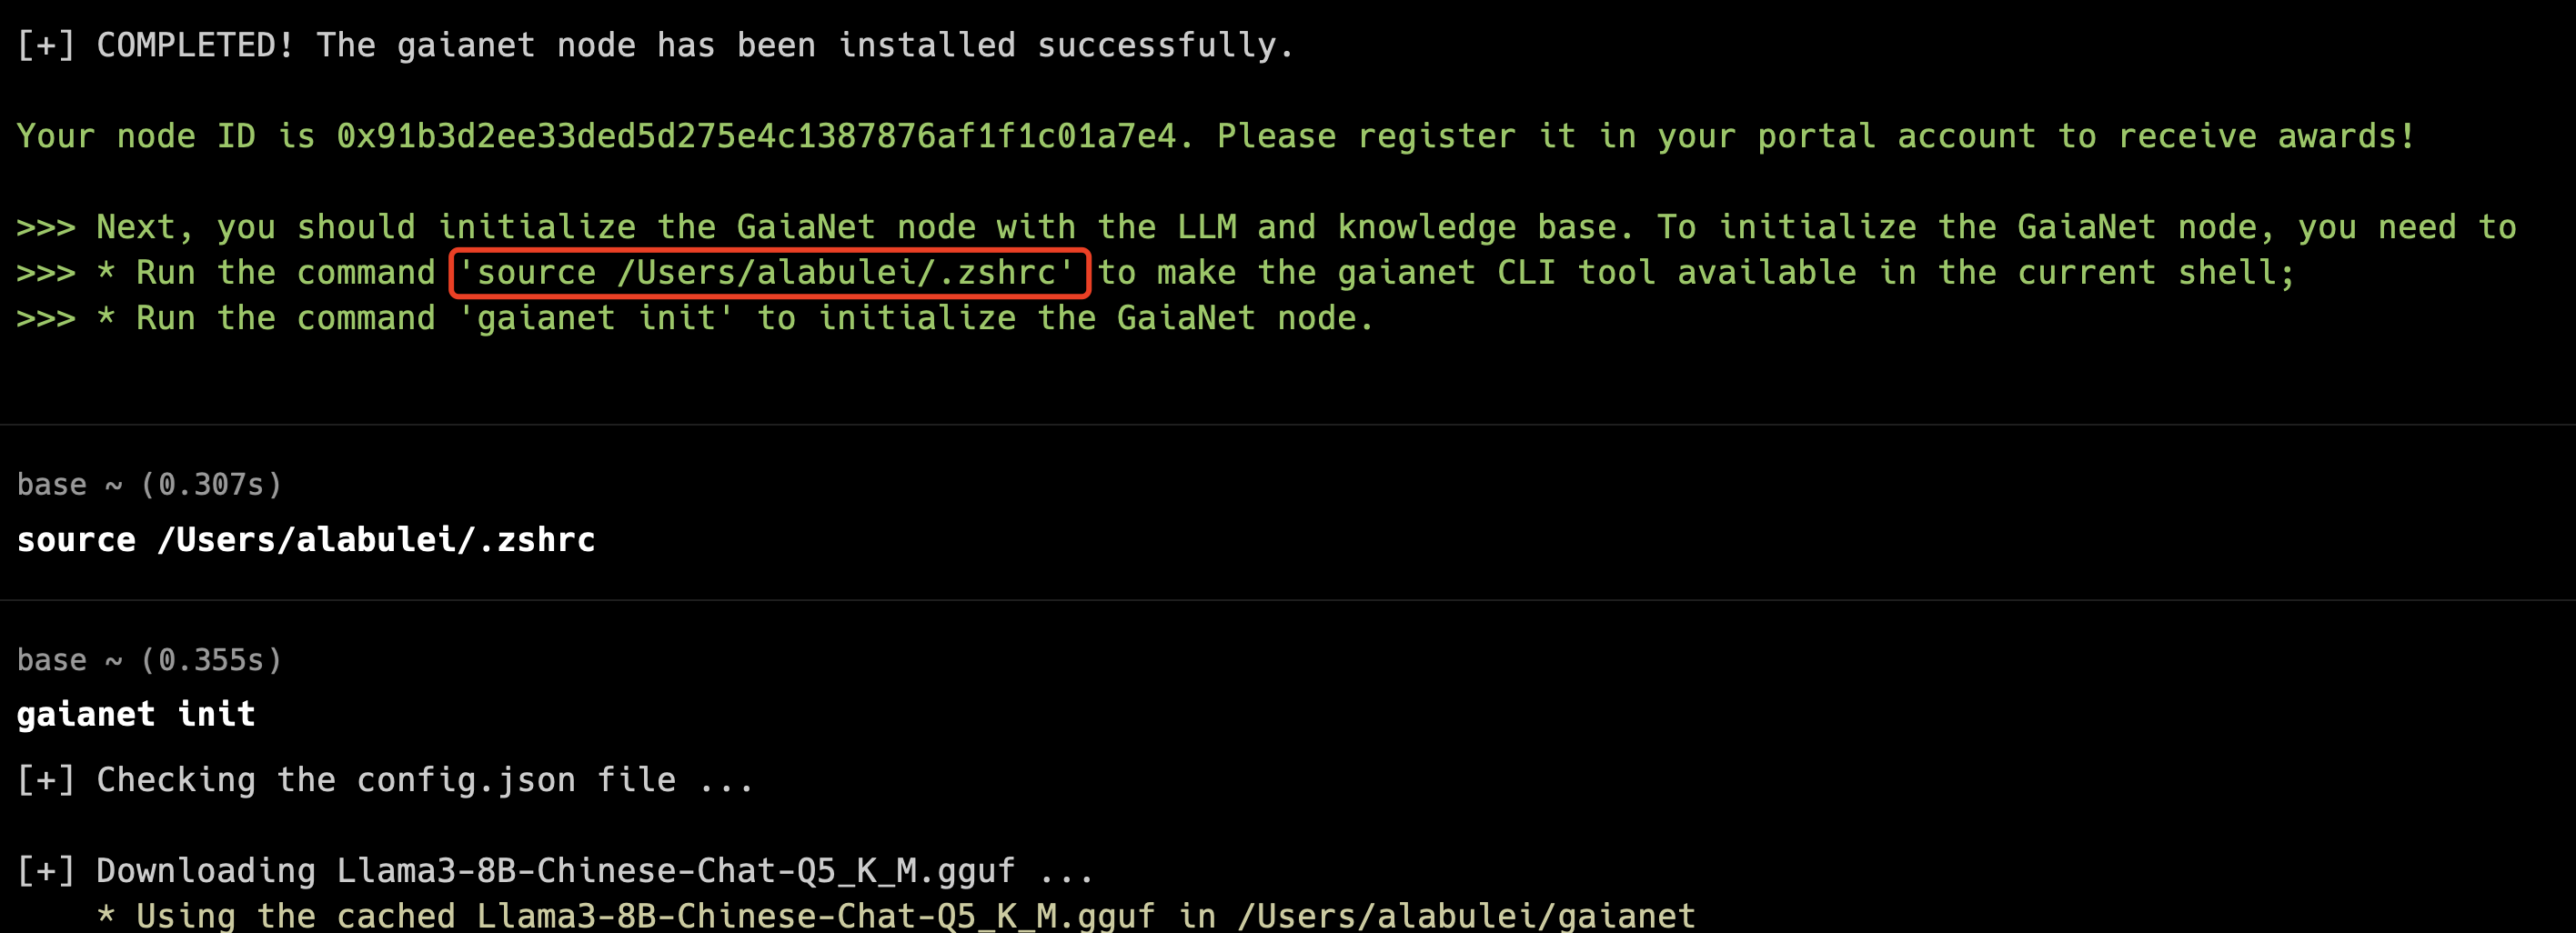 [+] COMPLETED! The gaianet node has been installed successfully.
Your node ID is 0x91b3d2ee33ded5d275e4c1387876af1f1c01a7e4. Please register it in your portal account to receive awards!
>>> Next, you should initialize the GaiaNet node with the LLM and knowledge base. To initialize the GaiaNet node, you need to
>>> * Run the command 'source /Users/alabulei/.zshrc' to make the gaianet CLI tool available in the current shell;
>>> * Run the command 'gaianet init' to initialize the GaiaNet node.
base ~ (0.307s)
source /Users/alabulei/.zshrc
base ~ (0.355s)
gaianet init
[+] Checking the config.json file ...
[+] Downloading Llama3-8B-Chinese-Chat-Q5_K_M.gguf ...
* Using the cached Llama3-8B-Chinese-Chat-Q5_K_M.gguf in /Users/alabulei/gaianet